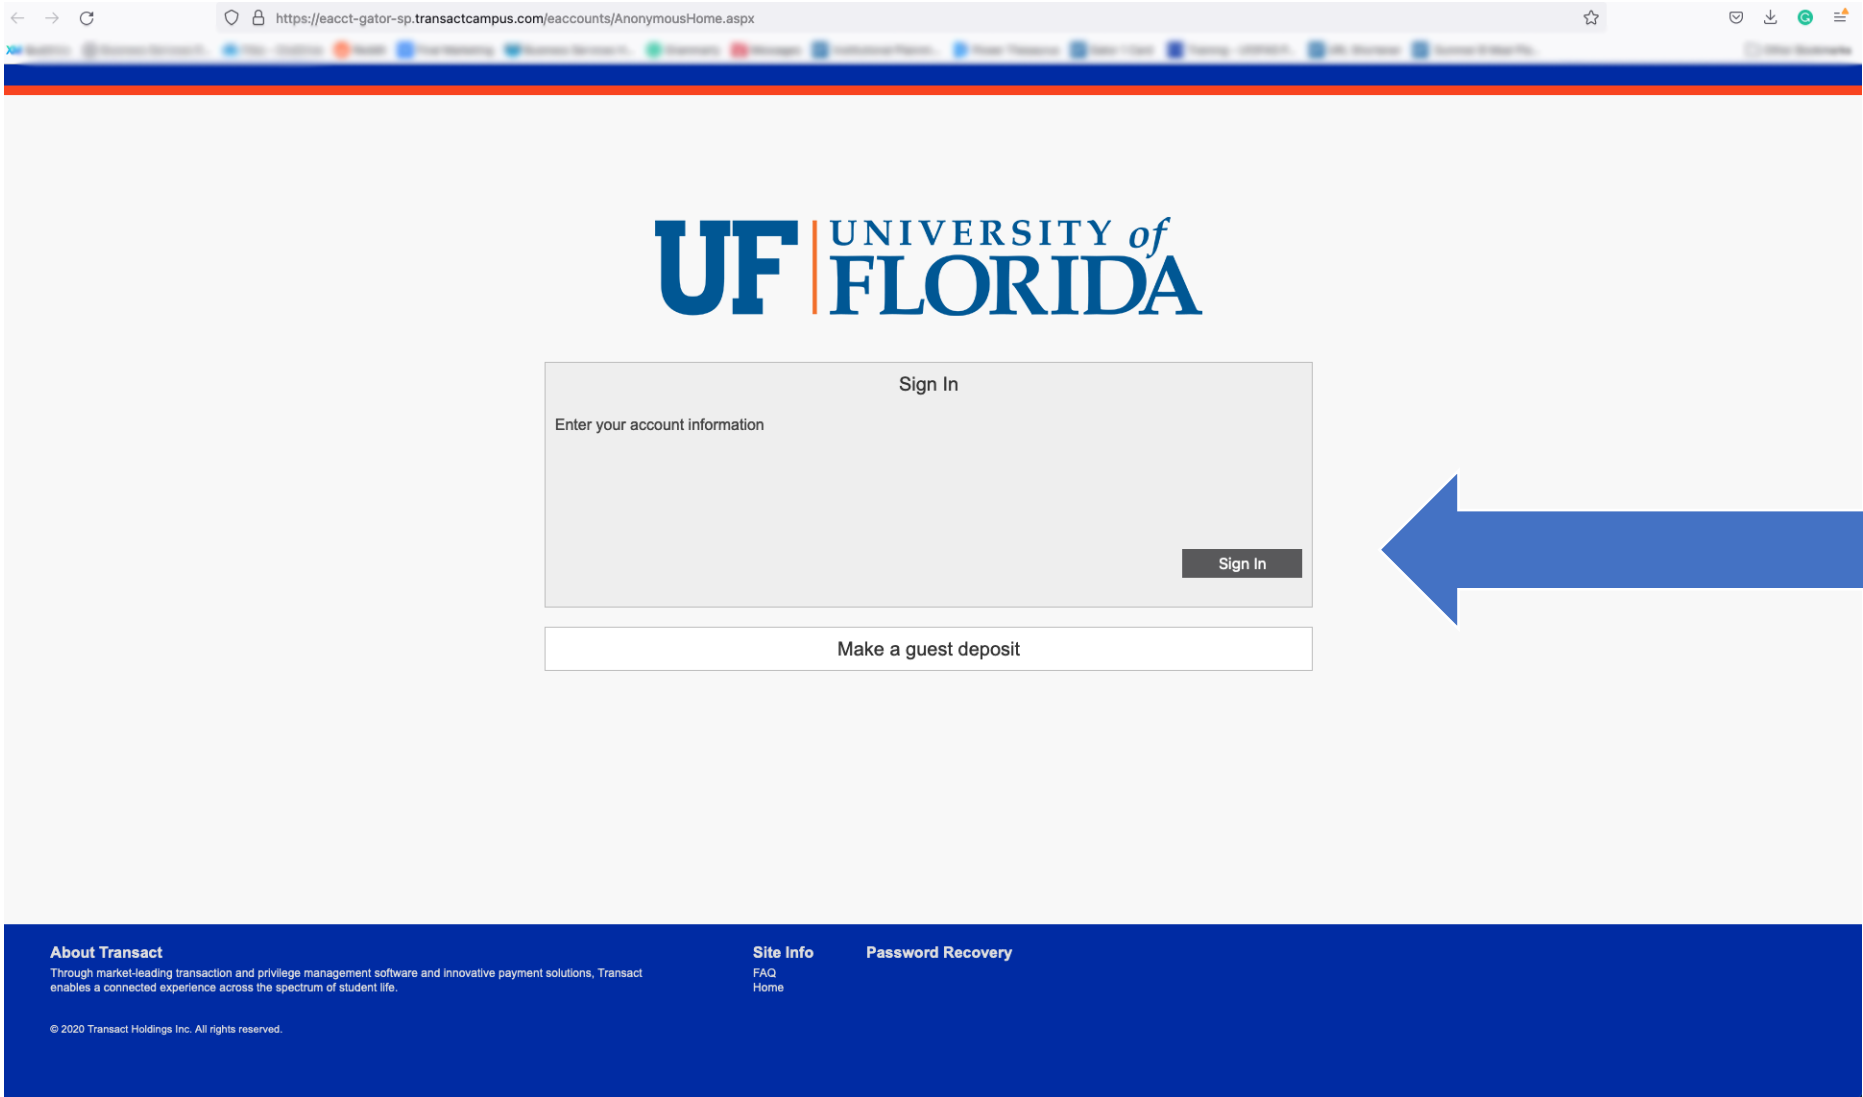 https://eacct-gator-sp.transactcampus.com/eaccounts/AnonymousHome.aspx
UF UNIVERSITY of
FLORIDA
Sign In
Enter your account information
Sign In
Make a guest deposit
About Transact
Through market-leading transaction and privilege management software and innovative payment solutions, Transact
enables a connected experience across the spectrum of student life.
© 2020 Transact Holdings Inc. All rights reserved.
Site Info
FAQ
Home
Password Recovery